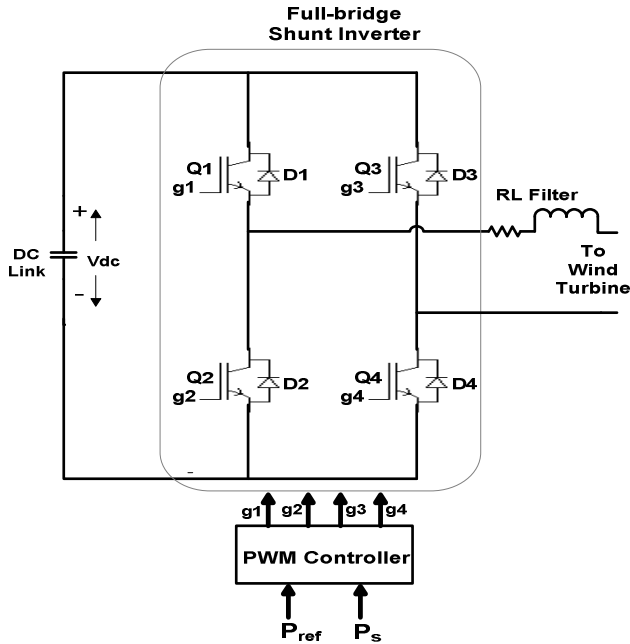 Full-bridge
Shunt Inverter
Q1
g1
D1
Q3
g3
D3
RL Filter
+
Vdc
-
DC
Link
To
Wind
Turbine
Q2
g2
D2
Q4
g4
D4
-
g1 g2 g3 g4
PWM Controller
Pref Ps